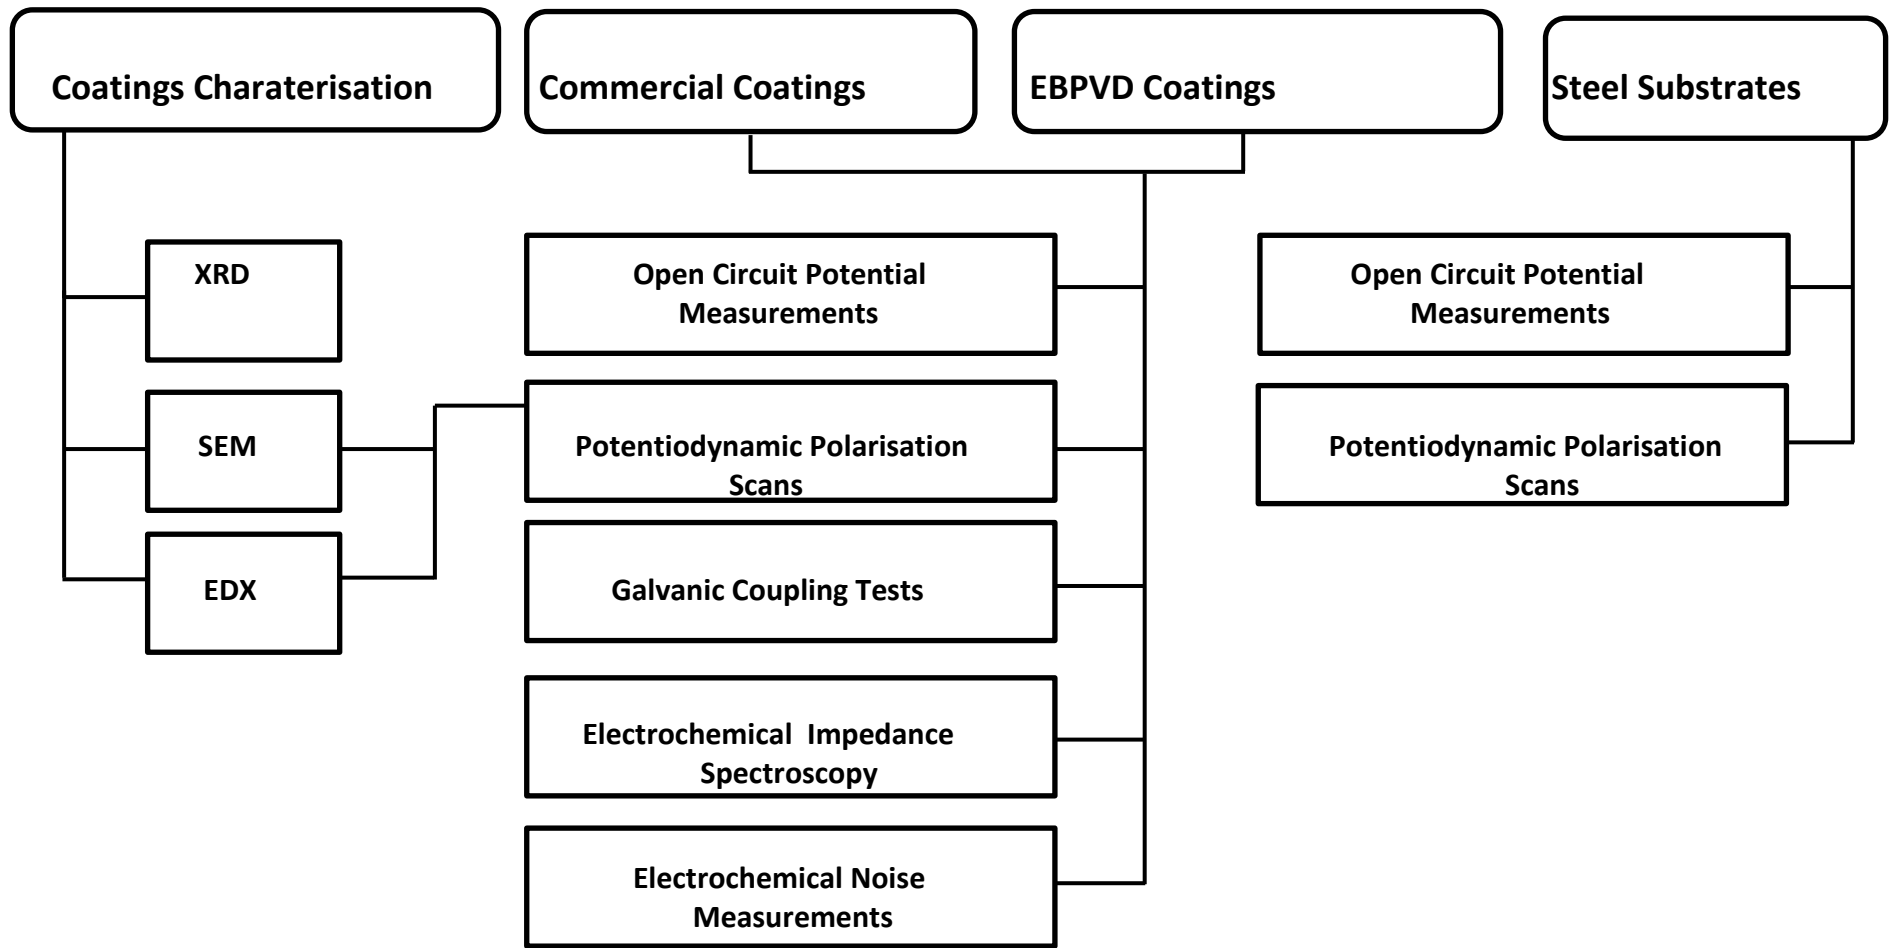 Coatings Charaterisation
Commercial Coatings
EBPVD Coatings
Steel Substrates
XRD
SEM
EDX
Open Circuit Potential
Measurements
Potentiodynamic Polarisation
Scans
Galvanic Coupling Tests
Electrochemical Impedance
Spectroscopy
Electrochemical Noise
Measurements
Open Circuit Potential
Measurements
Potentiodynamic Polarisation
Scans